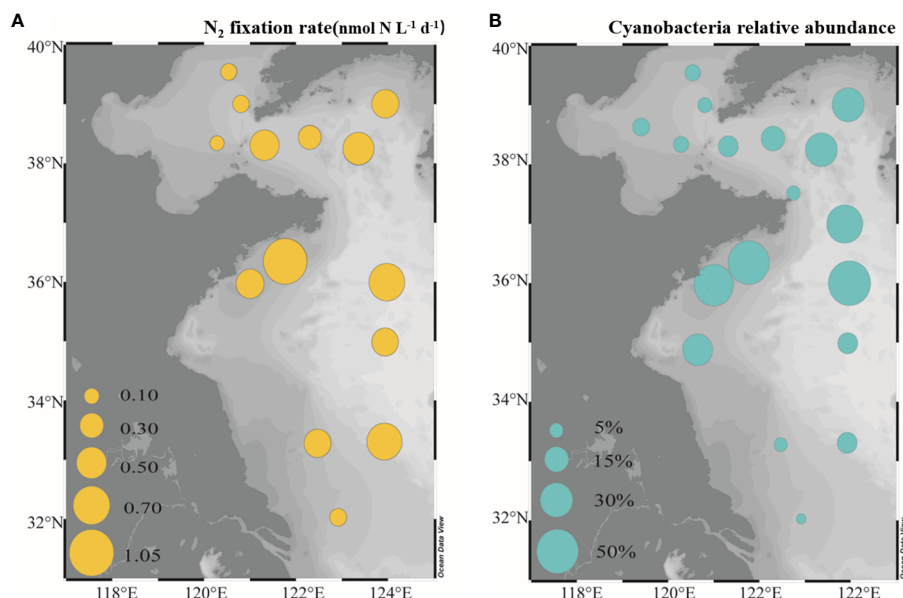 A
N₂ fixation rate(nmol N L⁻¹ d⁻¹)
40°N
38°N
36°N
34°N
32°N
0.10
0.30
0.50
0.70
1.05
118°E 120°E 122°E 124°E
Ocean Data View
B
Cyanobacteria relative abundance
40°N
38°N
36°N
34°N
32°N
5%
15%
30%
50%
118°E 120°E 122°E 122°E
Ocean Data View